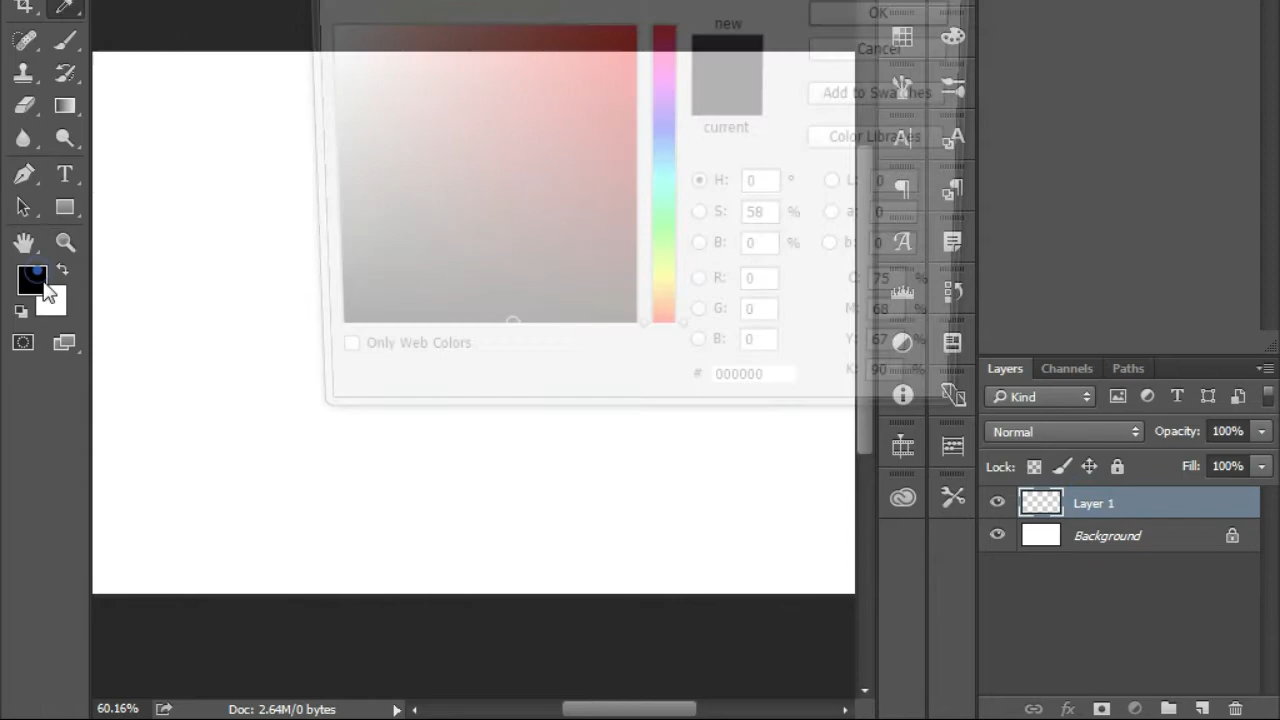 new
OK
Cancel
Add to Swatches
current
Color Libraries
H: 0 °
L: 0
S: 58 %
a: 0
B: 0 %
b: 0
R: 0
C: 75 %
G: 0
M: 68
B: 0
Y: 67 %
Only Web Colors
# 000000
K: 90 %
Layers Channels Paths
Kind
Normal
Opacity: 100%
Lock:
Fill: 100%
Layer 1
Background
60.16%
Doc: 2.64M/0 bytes